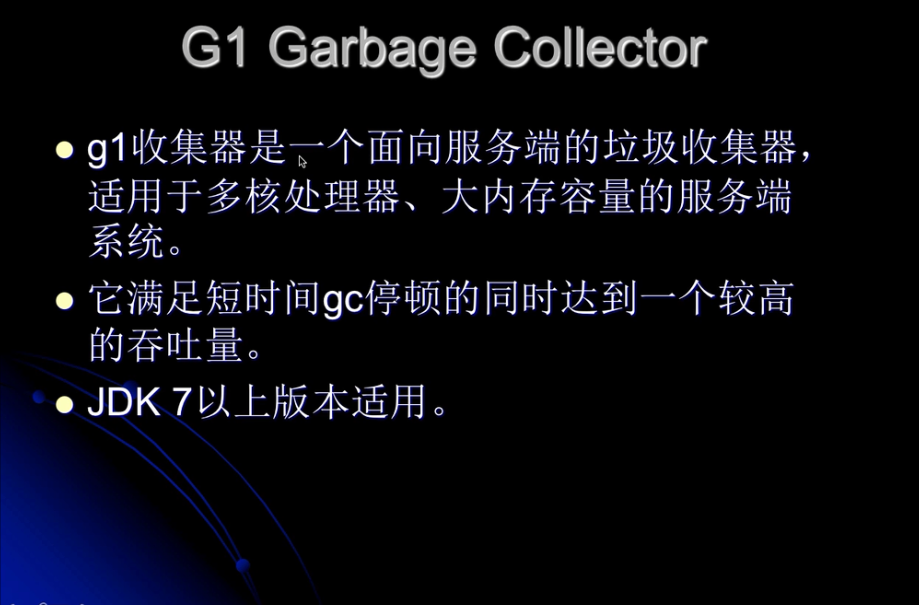 G1 Garbage Collector
g1收集器是一个面向服务端的垃圾收集器，
适用于多核处理器、大内存容量的服务端
系统。
它满足短时间gc停顿的同时达到一个较高
的吞吐量。
JDK 7以上版本适用。